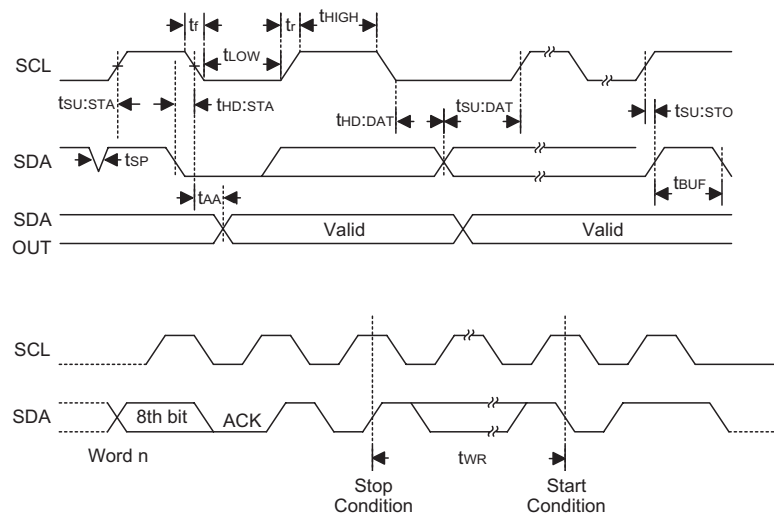 tf
tr
tHIGH
SCL
tLOW
tSU:STA
tHD:STA
tHD:DAT
tSU:DAT
tSU:STO
SDA
tSP
tBUF
tAA
SDA
OUT
Valid
Valid
SCL
SDA
8th bit
ACK
Word n
tWR
Stop
Condition
Start
Condition